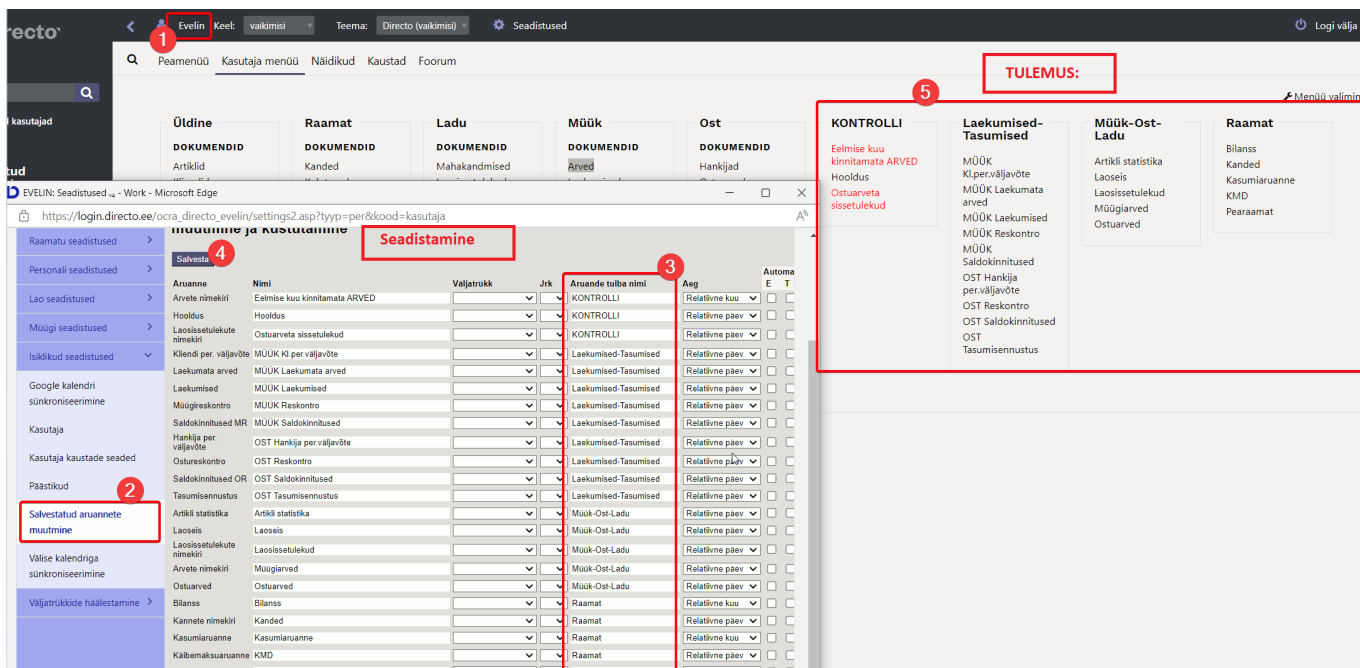 recto
Evelin Keel: vaikimisi Teema: Directo (vaikimisi) Seadistused Logi välja
1
Peamenüü Kasutaja menüü Näidikud Kaustad Foorum
TULEMUS:
5
Menüü valimin
l kasutajad
tud
Üldine Raamat Ladu Müük Ost
DOKUMENDID DOKUMENDID DOKUMENDID DOKUMENDID DOKUMENDID
Artiklid Kanded Mahakandmised Arved Hankijad
KONTROLLI
Eelmise kuu
kinnitamata ARVED
Hooldus
Ostuarveta
sissetulekud
Laekumised-
Tasumised
MÜÜK
Kl.per.väljavõte
MÜÜK Laekumata
arved
MÜÜK Laekumised
MÜÜK Reskontro
MÜÜK
Saldokinnitused
OST Hankija
per.väljavõte
OST Reskontro
OST Saldokinnitused
OST
Tasumisennustus
Müük-Ost-
Ladu
Artikli statistika
Laoseis
Laosissetulekud
Müügiarved
Ostuarved
Raamat
Bilanss
Kanded
Kasumiaruanne
KMD
Pearaamat
EVELIN: Seadistused v4 - Work - Microsoft Edge
https://login.directo.ee/ocra_directo_evelin/settings2.asp?tyyp=per&kood=kasutaja
Raamatu seadistused
Personali seadistused
Lao seadistused
Müügi seadistused
Isiklikud seadistused
Google kalendri
sünkroniseerimine
Kasutaja
Kasutaja kaustade seaded
Päästikud
2
Salvestatud aruannete
muutmine
Välise kalendriga
sünkroniseerimine
Väljatrükkide häälestamine
muutmine ja kustutamine
Seadistamine
Salvesta
4
3
Automa
Aruanne Nimi Väljatrükk Jrk Aruande tulba nimi Aeg E T
Arvete nimekiri Eelmise kuu kinnitamata ARVED KONTROLLI Relatiivne kuu
Hooldus Hooldus KONTROLLI Relatiivne päev
Laosissetulekute
nimekiri Ostuarveta sissetulekud KONTROLLI Relatiivne päev
Kliendi per. väljavõte MÜÜK Kl.per.väljavõte Laekumised-Tasumised Relatiivne päev
Laekumata arved MÜÜK Laekumata arved Laekumised-Tasumised Relatiivne päev
Laekumised MÜÜK Laekumised Laekumised-Tasumised Relatiivne päev
Müügireskontro MÜÜK Reskontro Laekumised-Tasumised Relatiivne päev
Saldokinnitused MR MÜÜK Saldokinnitused Laekumised-Tasumised Relatiivne päev
Hankija per.
väljavõte OST Hankija per.väljavõte Laekumised-Tasumised Relatiivne päev
Ostureskontro OST Reskontro Laekumised-Tasumised Relatiivne päev
Saldokinnitused OR OST Saldokinnitused Laekumised-Tasumised Relatiivne päev
Tasumisennustus OST Tasumisennustus Laekumised-Tasumised Relatiivne päev
Artikli statistika Artikli statistika Müük-Ost-Ladu Relatiivne päev
Laoseis Laoseis Müük-Ost-Ladu Relatiivne päev
Laosissetulekute
nimekiri Laosissetulekud Müük-Ost-Ladu Relatiivne päev
Arvete nimekiri Müügiarved Müük-Ost-Ladu Relatiivne päev
Ostuarved Ostuarved Müük-Ost-Ladu Relatiivne päev
Bilanss Bilanss Raamat Relatiivne kuu
Kannete nimekiri Kanded Raamat Relatiivne päev
Kasumiaruanne Kasumiaruanne Raamat Relatiivne kuu
Käibemaksuaruanne KMD Raamat Relatiivne päev